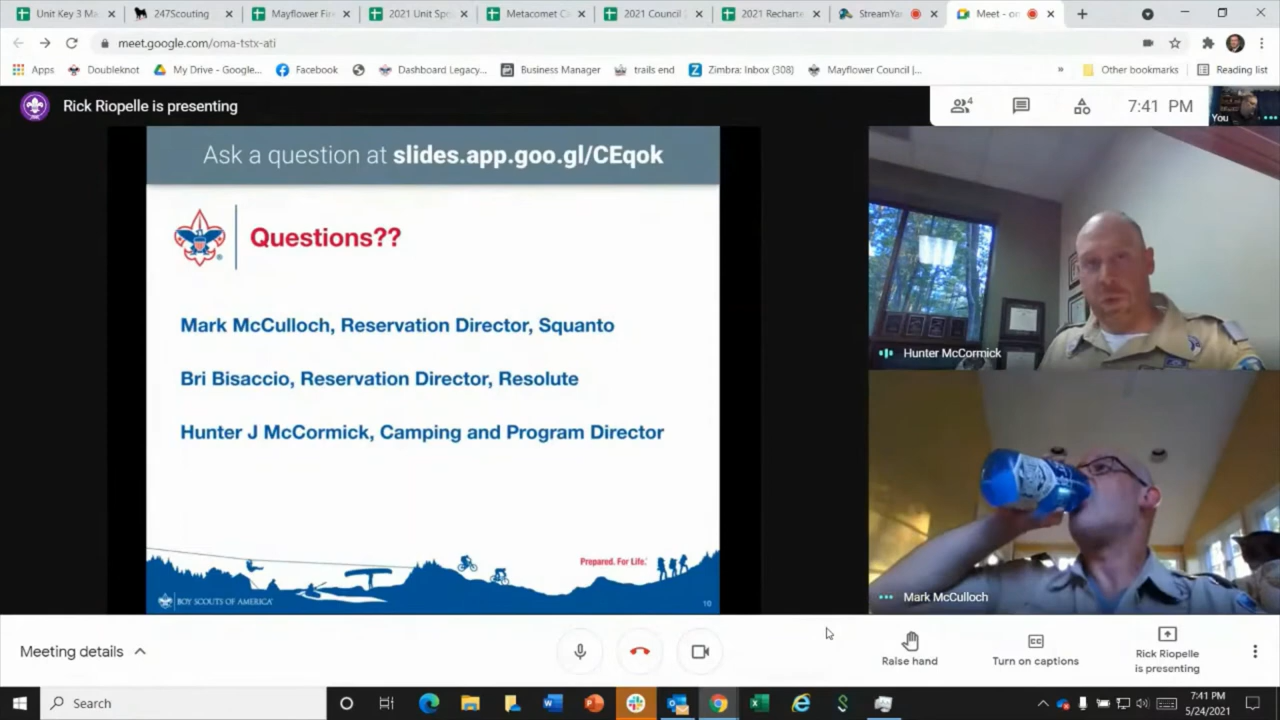 Unit Key 3 M
247Scouting
Mayflower Fir
2021 Unit Spe
Metacomet C
2021 Council
2021 Recharte
StreamYa
Meet - o
meet.google.com/oma-tstx-ati
Apps
Doubleknot
My Drive - Google...
Facebook
Dashboard Legacy...
Business Manager
trails end
Zimbra: Inbox (308)
Mayflower Council |...
»
Other bookmarks
Reading list
Rick Riopelle is presenting
4
7:41 PM
You
Ask a question at slides.app.goo.gl/CEqok
Questions??
Mark McCulloch, Reservation Director, Squanto
Bri Bisaccio, Reservation Director, Resolute
Hunter J McCormick, Camping and Program Director
Prepared. For Life.
BOY SCOUTS OF AMERICA
10
Hunter McCormick
Mark McCulloch
Meeting details
Raise hand
Turn on captions
Rick Riopelle
is presenting
Search
7:41 PM
5/24/2021